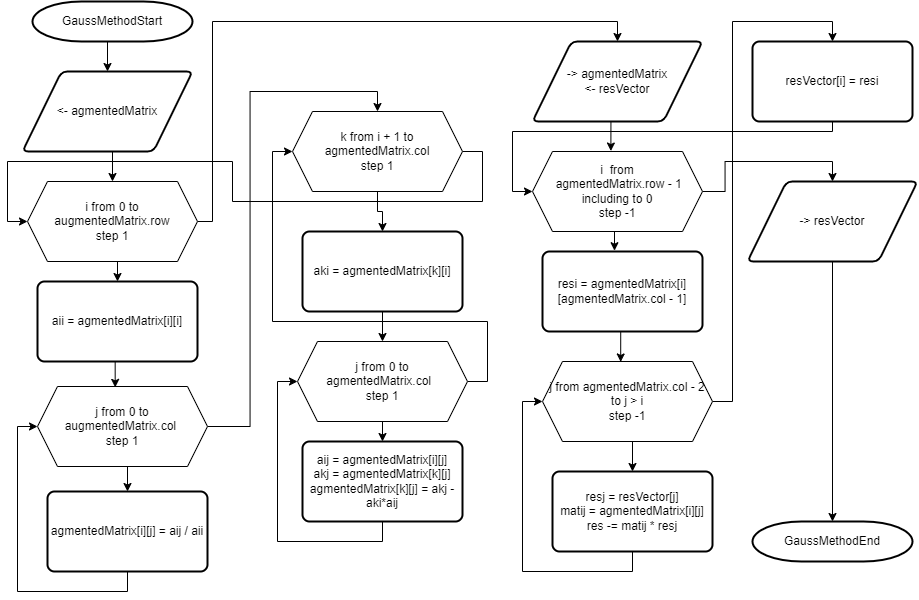 GaussMethodStart
<- agmentedMatrix
i from 0 to
augmentedMatrix.row
step 1
aii = agmentedMatrix[i][i]
j from 0 to
augmentedMatrix.col
step 1
agmentedMatrix[i][j] = aij / aii
k from i + 1 to
agmentedMatrix.col
step 1
aki = agmentedMatrix[k][i]
j from 0 to
agmentedMatrix.col
step 1
aij = agmentedMatrix[i][j]
akj = agmentedMatrix[k][j]
agmentedMatrix[k][j] = akj -
aki*aij
-> agmentedMatrix
<- resVector
i from
agmentedMatrix.row - 1
including to 0
step -1
resi = agmentedMatrix[i]
[agmentedMatrix.col - 1]
j from agmentedMatrix.col - 2
to j > i
step -1
resj = resVector[j]
matij = agmentedMatrix[i][j]
res -= matij * resj
resVector[i] = resi
-> resVector
GaussMethodEnd